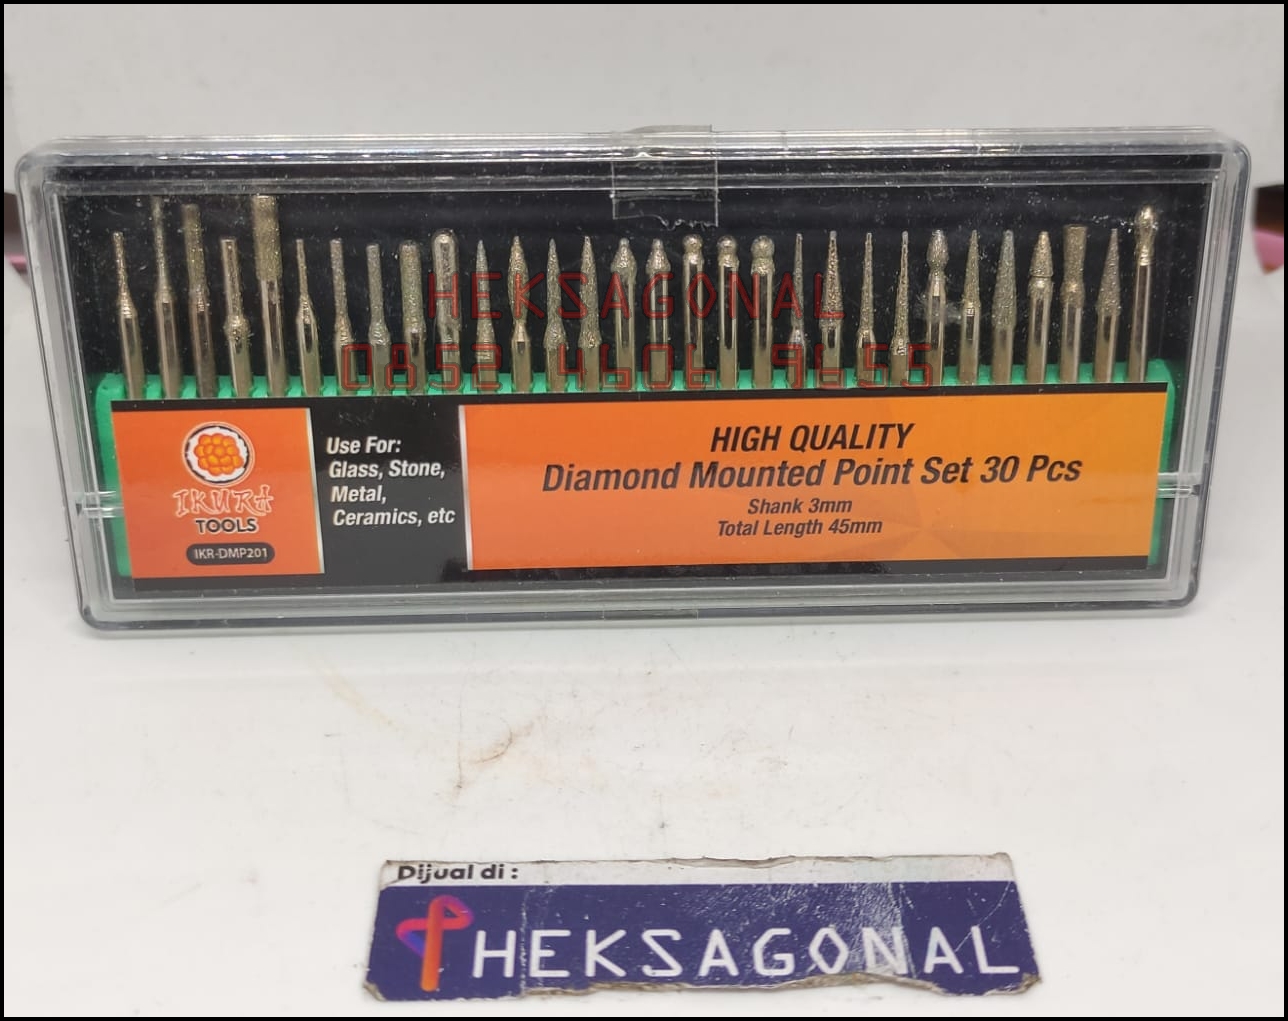 HEKSAGONAL
0852 4606 9655
IKURA
TOOLS
IKR-DMP201
Use For:
Glass, Stone,
Metal,
Ceramics, etc
HIGH QUALITY
Diamond Mounted Point Set 30 Pcs
Shank 3mm
Total Length 45mm
Dijual di :
HEKSAGONAL